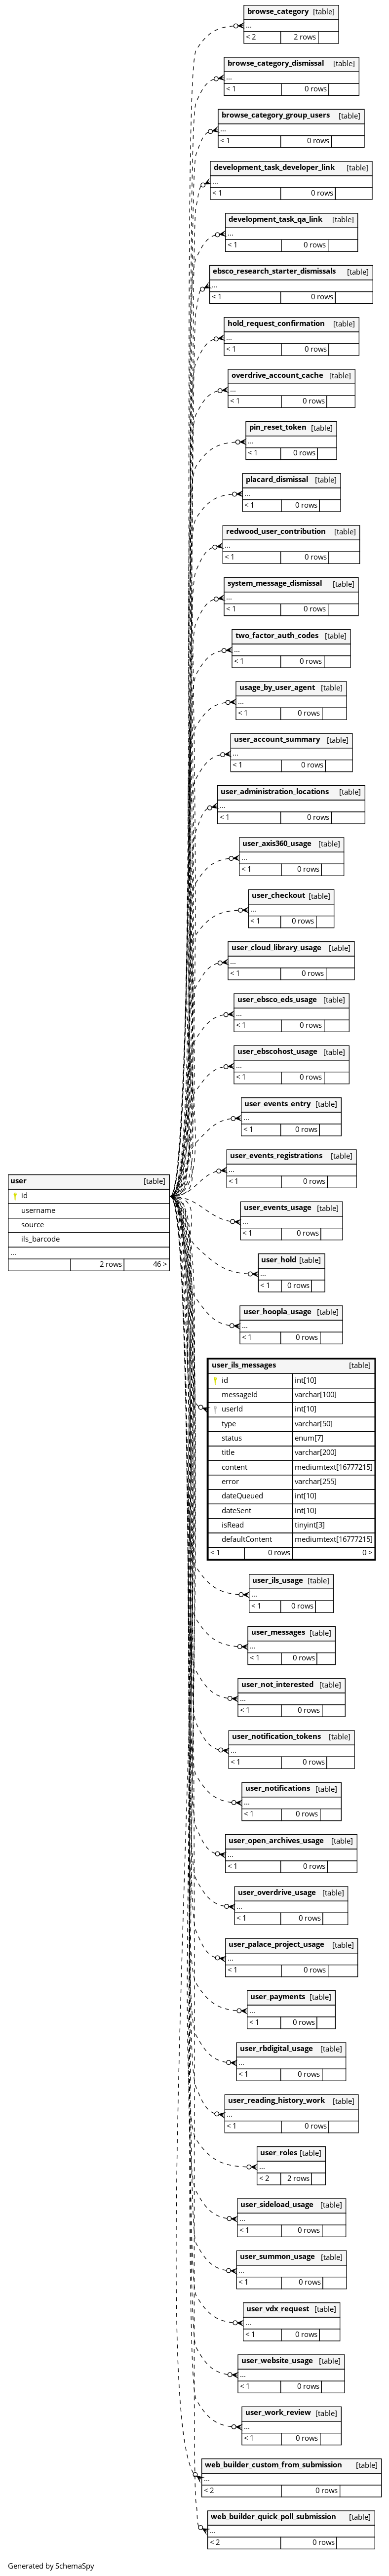 browse_category [table]
...
< 2 2 rows
browse_category_dismissal [table]
...
< 1 0 rows
browse_category_group_users [table]
...
< 1 0 rows
development_task_developer_link [table]
...
< 1 0 rows
development_task_qa_link [table]
...
< 1 0 rows
ebsco_research_starter_dismissals [table]
...
< 1 0 rows
hold_request_confirmation [table]
...
< 1 0 rows
overdrive_account_cache [table]
...
< 1 0 rows
pin_reset_token [table]
...
< 1 0 rows
placard_dismissal [table]
...
< 1 0 rows
redwood_user_contribution [table]
...
< 1 0 rows
system_message_dismissal [table]
...
< 1 0 rows
two_factor_auth_codes [table]
...
< 1 0 rows
usage_by_user_agent [table]
...
< 1 0 rows
user_account_summary [table]
...
< 1 0 rows
user_administration_locations [table]
...
< 1 0 rows
user_axis360_usage [table]
...
< 1 0 rows
user_checkout [table]
...
< 1 0 rows
user_cloud_library_usage [table]
...
< 1 0 rows
user_ebsco_eds_usage [table]
...
< 1 0 rows
user_ebscohost_usage [table]
...
< 1 0 rows
user_events_entry [table]
...
< 1 0 rows
user_events_registrations [table]
...
< 1 0 rows
user [table]
id
username
source
ils_barcode
...
2 rows 46 >
user_events_usage [table]
...
< 1 0 rows
user_hold [table]
...
< 1 0 rows
user_hoopla_usage [table]
...
< 1 0 rows
user_ils_messages [table]
id int[10]
messageId varchar[100]
userId int[10]
type varchar[50]
status enum[7]
title varchar[200]
content mediumtext[16777215]
error varchar[255]
dateQueued int[10]
dateSent int[10]
isRead tinyint[3]
defaultContent mediumtext[16777215]
< 1 0 rows 0 >
user_ils_usage [table]
...
< 1 0 rows
user_messages [table]
...
< 1 0 rows
user_not_interested [table]
...
< 1 0 rows
user_notification_tokens [table]
...
< 1 0 rows
user_notifications [table]
...
< 1 0 rows
user_open_archives_usage [table]
...
< 1 0 rows
user_overdrive_usage [table]
...
< 1 0 rows
user_palace_project_usage [table]
...
< 1 0 rows
user_payments [table]
...
< 1 0 rows
user_rbdigital_usage [table]
...
< 1 0 rows
user_reading_history_work [table]
...
< 1 0 rows
user_roles [table]
...
< 2 2 rows
user_sideload_usage [table]
...
< 1 0 rows
user_summon_usage [table]
...
< 1 0 rows
user_vdx_request [table]
...
< 1 0 rows
user_website_usage [table]
...
< 1 0 rows
user_work_review [table]
...
< 1 0 rows
web_builder_custom_from_submission [table]
...
< 2 0 rows
web_builder_quick_poll_submission [table]
...
< 2 0 rows
Generated by SchemaSpy